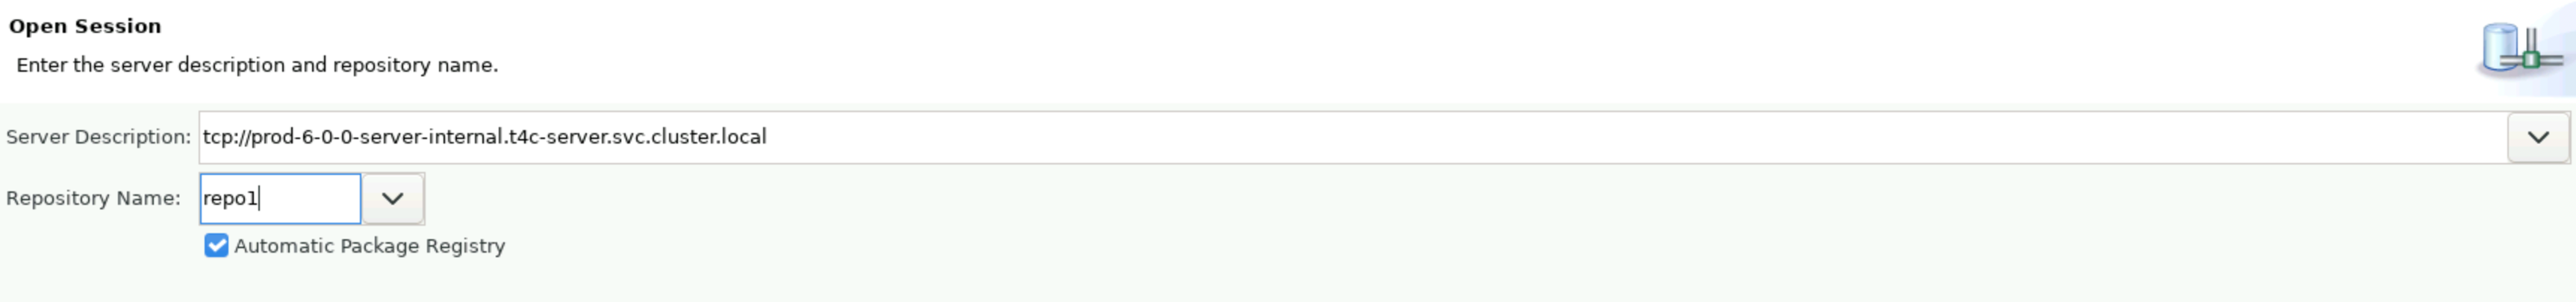 Open Session
Enter the server description and repository name.
Server Description: tcp://prod-6-0-0-server-internal.t4c-server.svc.cluster.local
Repository Name: repo1
Automatic Package Registry